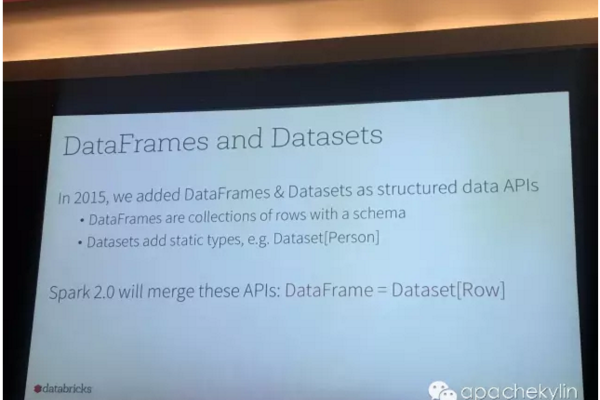 DataFrames and Datasets
In 2015, we added DataFrames & Datasets as structured data APIs
• DataFrames are collections of rows with a schema
• Datasets add static types, e.g. Dataset[Person]
Spark 2.0 will merge these APIs: DataFrame = Dataset[Row]
databricks
apachekylin